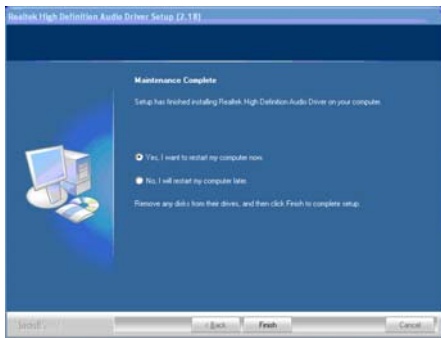 Realtek High Definition Audio Driver Setup (2.18)
Maintenance Complete
Setup has finished installing Realtek High Definition Audio Driver on your computer.
Yes, I want to restart my computer now.
No, I will restart my computer later.
Remove any disks from their drives, and then click Finish to complete setup.
< Back Finish Cancel